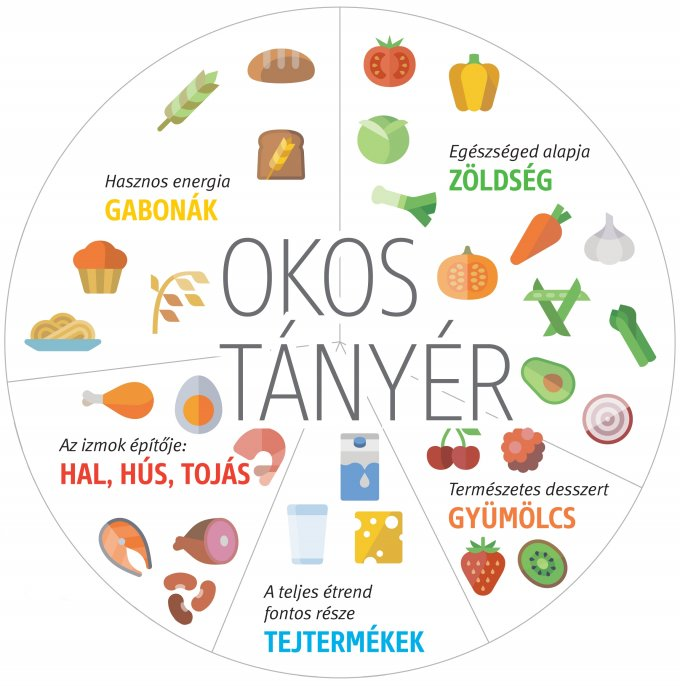 Hasznos energia
GABONÁK
Egészséged alapja
ZÖLDSÉG
OKOS
TÁNYÉR
Az izmok építője:
HAL, HÚS, TOJÁS
Természetes desszert
GYÜMÖLCS
A teljes étrend
fontos része
TEJTERMÉKEK